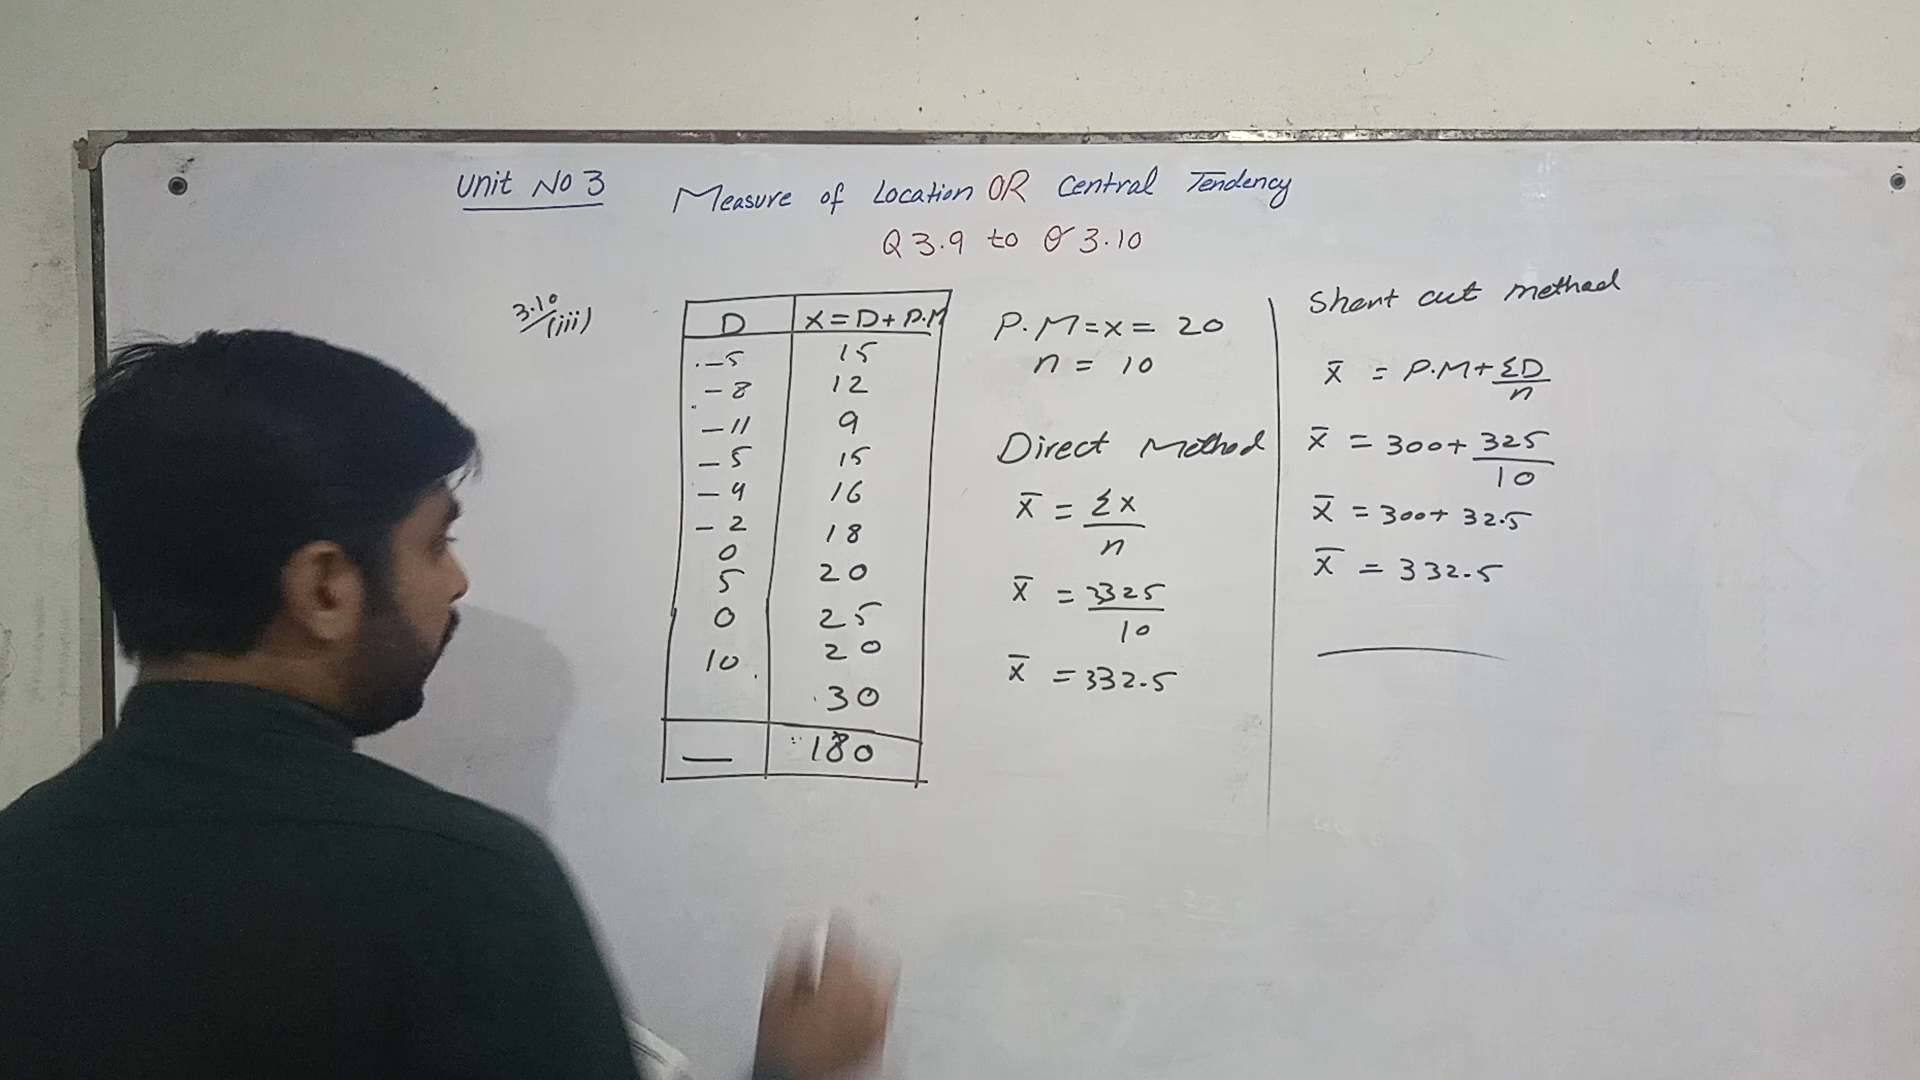 Unit No 3 Measure of Location OR Central Tendency
Q 3.9 to Q 3.10
3.10/(iii)
D X=D+P.M
-5 15
-8 12
-11 9
-5 15
-4 16
-2 18
0 20
5 25
0 20
10 30
— 180
P.M=x= 20
n = 10
Direct Method
x̄ = Σx/n
x̄ = 3325/10
x̄ = 332.5
Short cut method
x̄ = P.M+ΣD/n
x̄ = 300+325/10
x̄ = 300+32.5
x̄ = 332.5